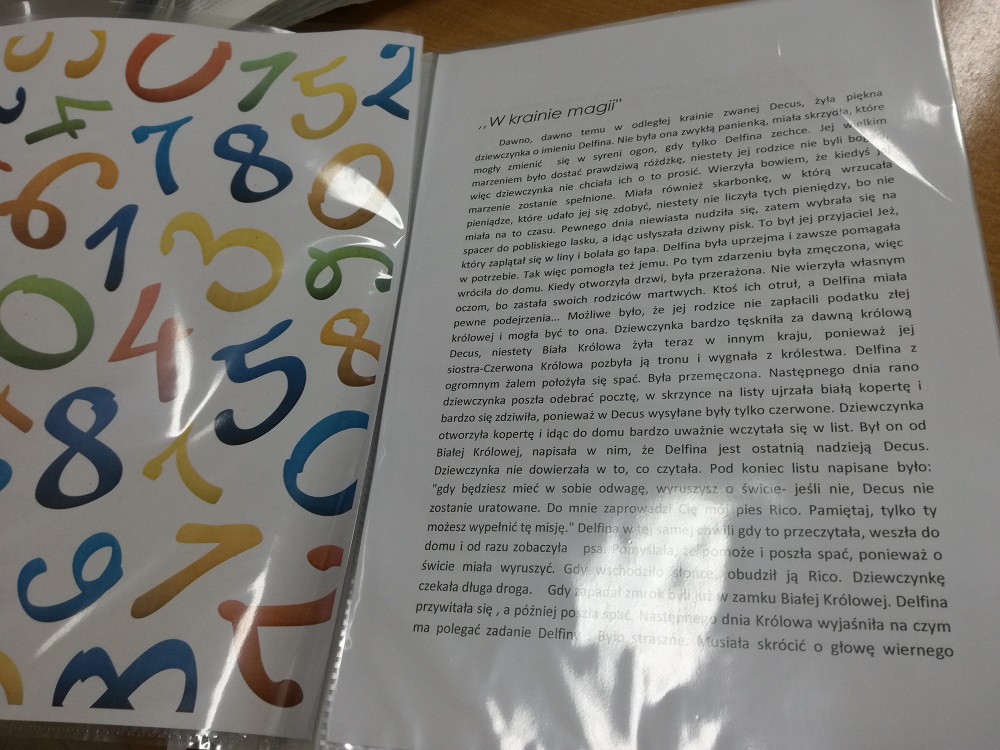 ,,W krainie magii"
Dawno, dawno temu w odległej krainie zwanej Decus, żyła piękna
dziewczynka o imieniu Delfina. Nie była ona zwykłą panienką, miała skrzydła, które
mogły zmienić się w syreni ogon, gdy tylko Delfina zechce. Jej wielkim
marzeniem było dostać prawdziwą różdżkę, niestety jej rodzice nie byli
więc dziewczynka nie chciała ich o to prosić. Wierzyła bowiem, że kiedyś jej
marzenie zostanie spełnione. Miała również skarbonkę, w którą wrzucała
pieniądze, które udało jej się zdobyć, niestety nie liczyła tych pieniędzy, bo nie
miała na to czasu. Pewnego dnia niewiasta nudziła się, zatem wybrała się na
spacer do pobliskiego lasku, a idąc usłyszała dziwny pisk. To był jej przyjaciel Jeż,
który zaplątał się w liny i bolała go łapa. Delfina była uprzejma i zawsze pomagała
w potrzebie. Tak więc pomogła też jemu. Po tym zdarzeniu była zmęczona, więc
wróciła do domu. Kiedy otworzyła drzwi, była przerażona. Nie wierzyła własnym
oczom, bo zastała swoich rodziców martwych. Ktoś ich otruł, a Delfina miała
pewne podejrzenia... Możliwe było, że jej rodzice nie zapłacili podatku złej
królowej i mogła być to ona. Dziewczynka bardzo tęskniła za dawną królową
Decus, niestety Biała Królowa żyła teraz w innym kraju, ponieważ jej
siostra-Czerwona Królowa pozbyła ją tronu i wygnała z królestwa. Delfina z
ogromnym żalem położyła się spać. Była przemęczona. Następnego dnia rano
dziewczynka poszła odebrać pocztę, w skrzynce na listy ujrzała białą kopertę i
bardzo się zdziwiła, ponieważ w Decus wysyłane były tylko czerwone. Dziewczynka
otworzyła kopertę i idąc do domu bardzo uważnie wczytała się w list. Był on od
Białej Królowej, napisała w nim, że Delfina jest ostatnią nadzieją Decus.
Dziewczynka nie dowierzała w to, co czytała. Pod koniec listu napisane było:
"gdy będziesz mieć w sobie odwagę, wyruszysz o świcie- jeśli nie, Decus nie
zostanie uratowane. Do mnie zaprowadzi Cię mój pies Rico. Pamiętaj, tylko ty
możesz wypełnić tę misję." Delfina w tej samej chwili gdy to przeczytała, weszła do
domu i od razu zobaczyła psa. Pomyślała, że pomoże i poszła spać, ponieważ o
świcie miała wyruszyć. Gdy wschodziło słońce, obudził ją Rico. Dziewczynkę
czekała długa droga. Gdy zapadał zmrok byli już w zamku Białej Królowej. Delfina
przywitała się , a później poszła spać. Następnego dnia Królowa wyjaśniła na czym
ma polegać zadanie Delfiny. Było straszne. Musiała skrócić o głowę wiernego